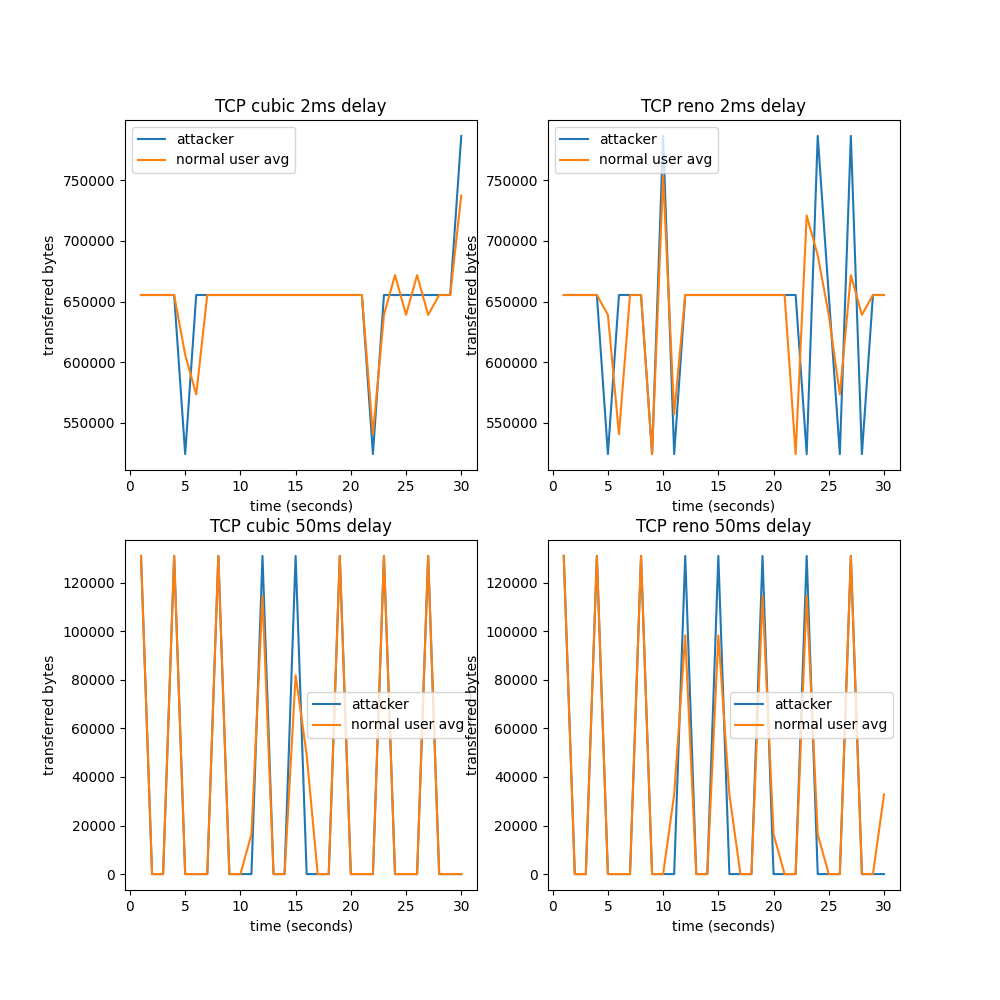 TCP cubic 2ms delay
attacker
normal user avg
transferred bytes
750000
700000
650000
600000
550000
0 5 10 15 20 25 30
time (seconds)
TCP reno 2ms delay
attacker
normal user avg
transferred bytes
750000
700000
650000
600000
550000
0 5 10 15 20 25 30
time (seconds)
TCP cubic 50ms delay
attacker
normal user avg
transferred bytes
120000
100000
80000
60000
40000
20000
0
0 5 10 15 20 25 30
time (seconds)
TCP reno 50ms delay
attacker
normal user avg
transferred bytes
120000
100000
80000
60000
40000
20000
0
0 5 10 15 20 25 30
time (seconds)